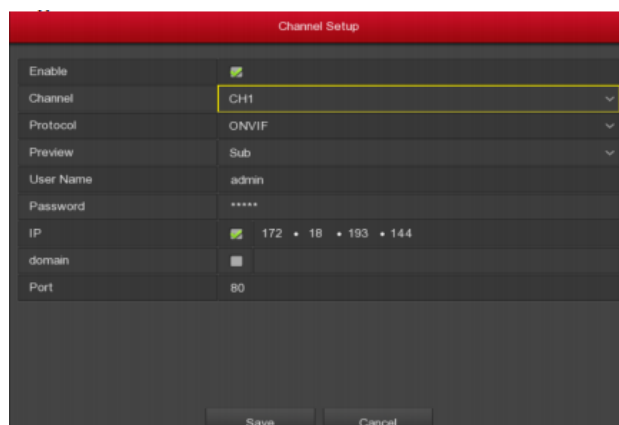 Channel Setup
Enable
Channel CH1
Protocol ONVIF
Preview Sub
User Name admin
Password *****
IP 172 • 18 • 193 • 144
domain
Port 80
Save Cancel